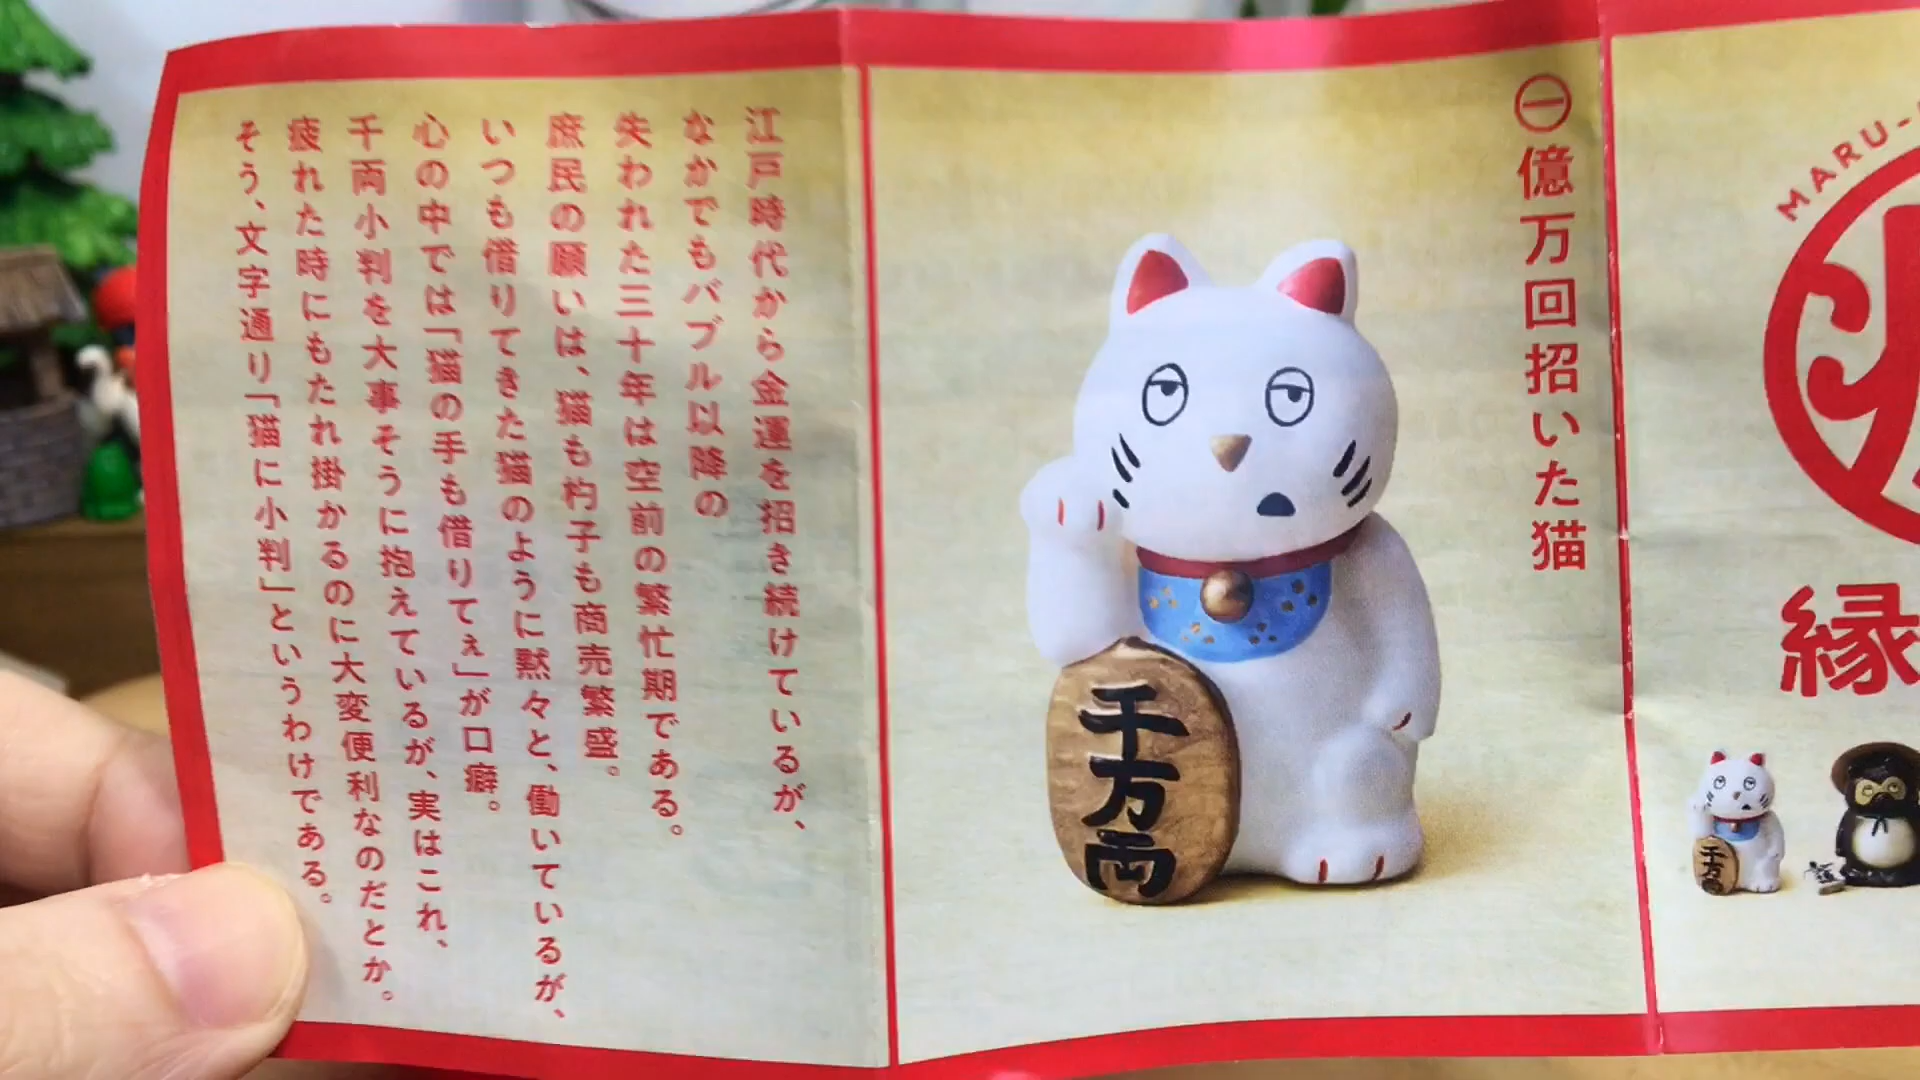 ㊀億万回招いた猫
江戸時代から金運を招き続けているが、
なかでもバブル以降の
失われた三十年は空前の繁忙期である。
庶民の願いは、猫も杓子も商売繁盛。
いつも借りてきた猫のように黙々と、働いているが、
心の中では「猫の手も借りてぇ」が口癖。
千両小判を大事そうに抱えているが、実はこれ、
疲れた時にもたれ掛かるのに大変便利なのだとか。
そう、文字通り「猫に小判」というわけである。
千万両
MARU-
縁
千万両